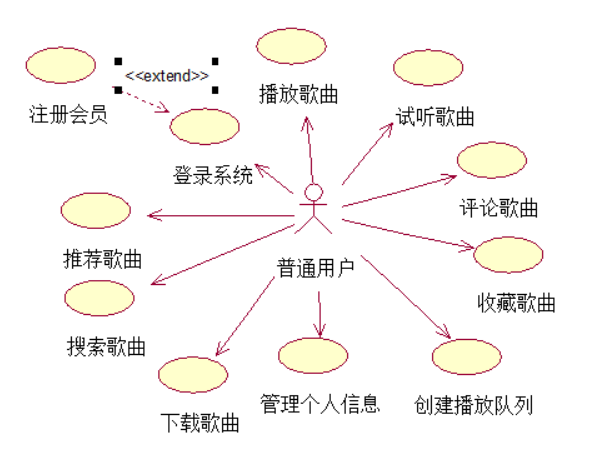 <<extend>>
播放歌曲
注册会员
试听歌曲
登录系统
评论歌曲
推荐歌曲
普通用户
收藏歌曲
搜索歌曲
管理个人信息
创建播放队列
下载歌曲